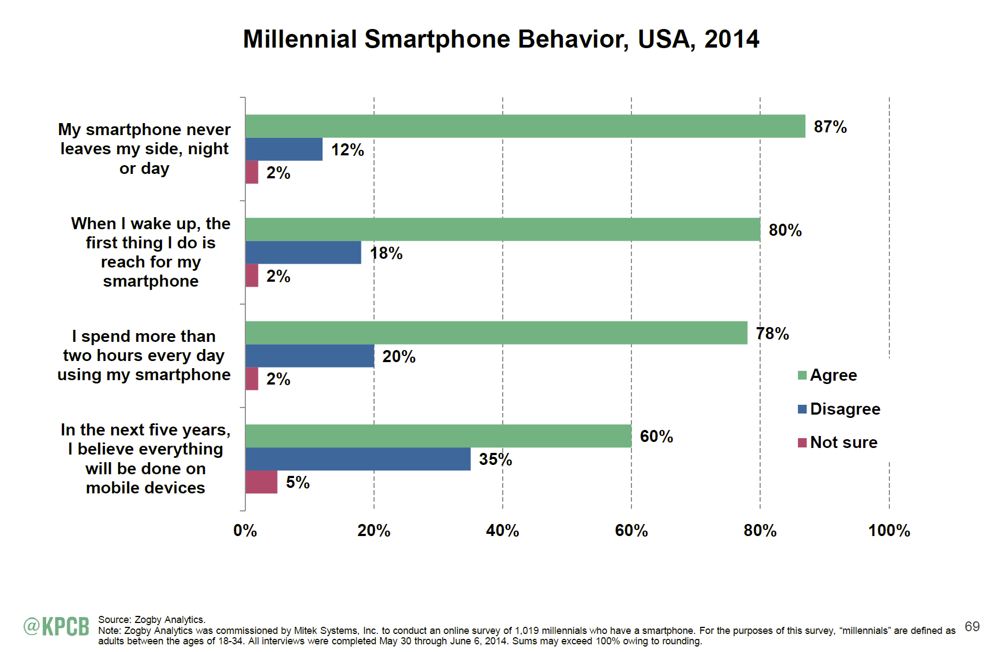 Millennial Smartphone Behavior, USA, 2014
My smartphone never
leaves my side, night
or day
87%
12%
2%
When I wake up, the
first thing I do is
reach for my
smartphone
80%
18%
2%
I spend more than
two hours every day
using my smartphone
78%
20%
2%
In the next five years,
I believe everything
will be done on
mobile devices
60%
35%
5%
Agree
Disagree
Not sure
0% 20% 40% 60% 80% 100%
@KPCB
Source: Zogby Analytics.
Note: Zogby Analytics was commissioned by Mitek Systems, Inc. to conduct an online survey of 1,019 millennials who have a smartphone. For the purposes of this survey, “millennials” are defined as
adults between the ages of 18-34. All interviews were completed May 30 through June 6, 2014. Sums may exceed 100% owing to rounding.
69